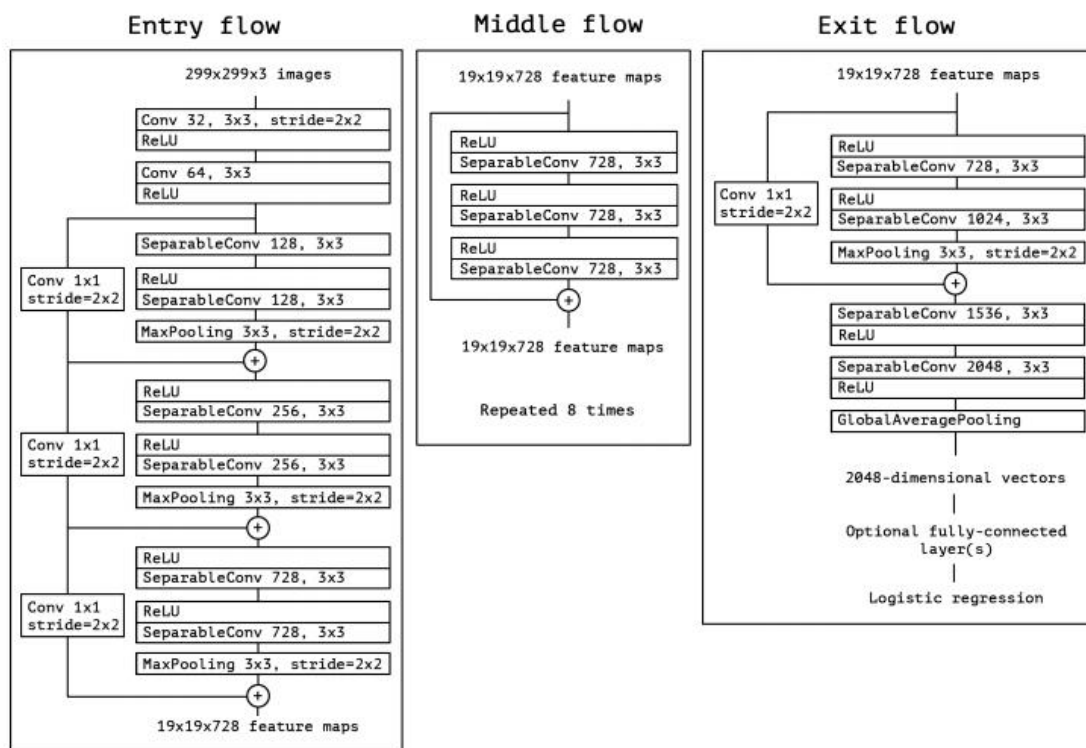 Entry flow
299x299x3 images
Conv 32, 3x3, stride=2x2
ReLU
Conv 64, 3x3
ReLU
SeparableConv 128, 3x3
Conv 1x1
stride=2x2
ReLU
SeparableConv 128, 3x3
MaxPooling 3x3, stride=2x2
+
ReLU
SeparableConv 256, 3x3
Conv 1x1
stride=2x2
ReLU
SeparableConv 256, 3x3
MaxPooling 3x3, stride=2x2
+
ReLU
SeparableConv 728, 3x3
Conv 1x1
stride=2x2
ReLU
SeparableConv 728, 3x3
MaxPooling 3x3, stride=2x2
+
19x19x728 feature maps
Middle flow
19x19x728 feature maps
ReLU
SeparableConv 728, 3x3
ReLU
SeparableConv 728, 3x3
ReLU
SeparableConv 728, 3x3
+
19x19x728 feature maps
Repeated 8 times
Exit flow
19x19x728 feature maps
ReLU
SeparableConv 728, 3x3
Conv 1x1
stride=2x2
ReLU
SeparableConv 1024, 3x3
MaxPooling 3x3, stride=2x2
+
SeparableConv 1536, 3x3
ReLU
SeparableConv 2048, 3x3
ReLU
GlobalAveragePooling
2048-dimensional vectors
Optional fully-connected
layer(s)
Logistic regression